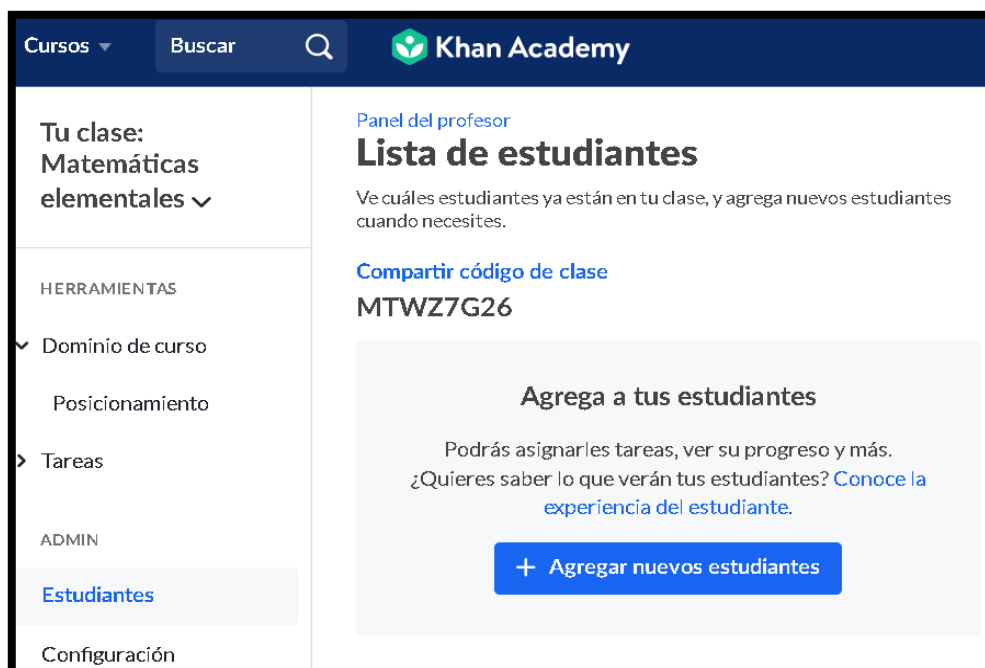 Cursos
Buscar
Khan Academy
Tu clase:
Matemáticas
elementales
HERRAMIENTAS
Dominio de curso
Posicionamiento
Tareas
ADMIN
Estudiantes
Configuración
Panel del profesor
Lista de estudiantes
Ve cuáles estudiantes ya están en tu clase, y agrega nuevos estudiantes
cuando necesites.
Compartir código de clase
MTWZ7G26
Agrega a tus estudiantes
Podrás asignarles tareas, ver su progreso y más.
¿Quieres saber lo que verán tus estudiantes? Conoce la
experiencia del estudiante.
+ Agregar nuevos estudiantes